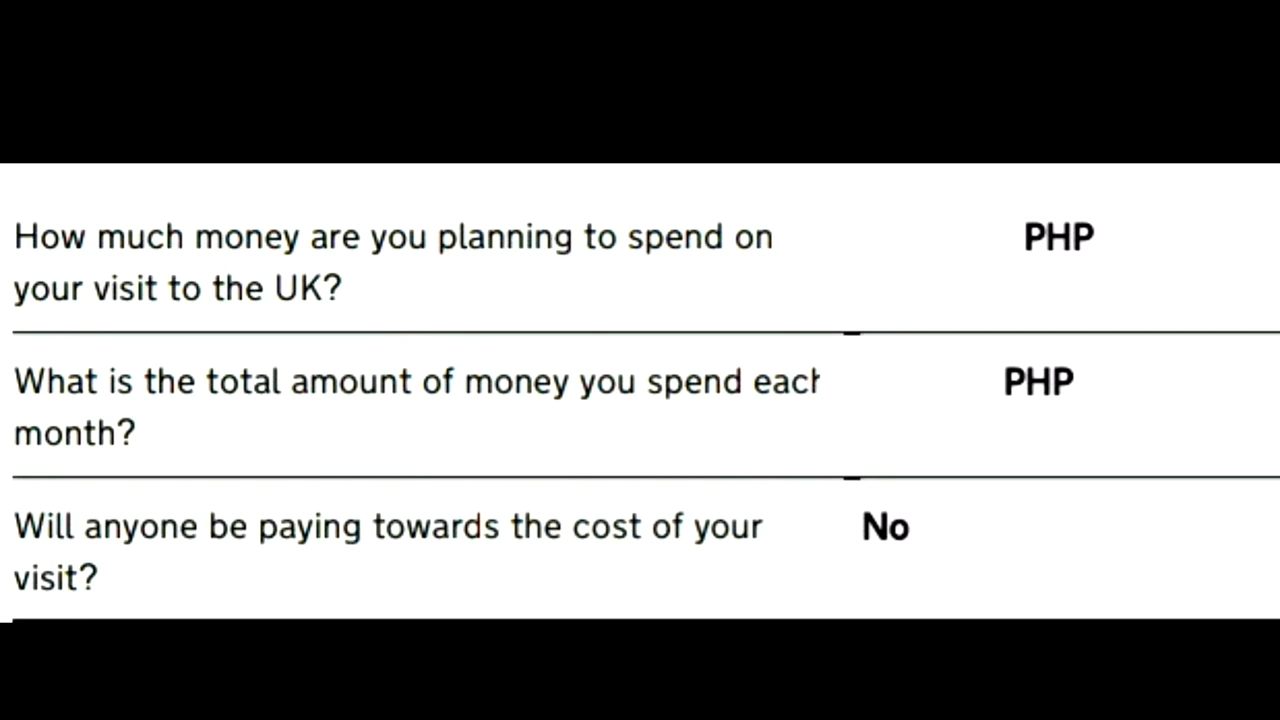 How much money are you planning to spend on PHP
your visit to the UK?
What is the total amount of money you spend each PHP
month?
Will anyone be paying towards the cost of your No
visit?